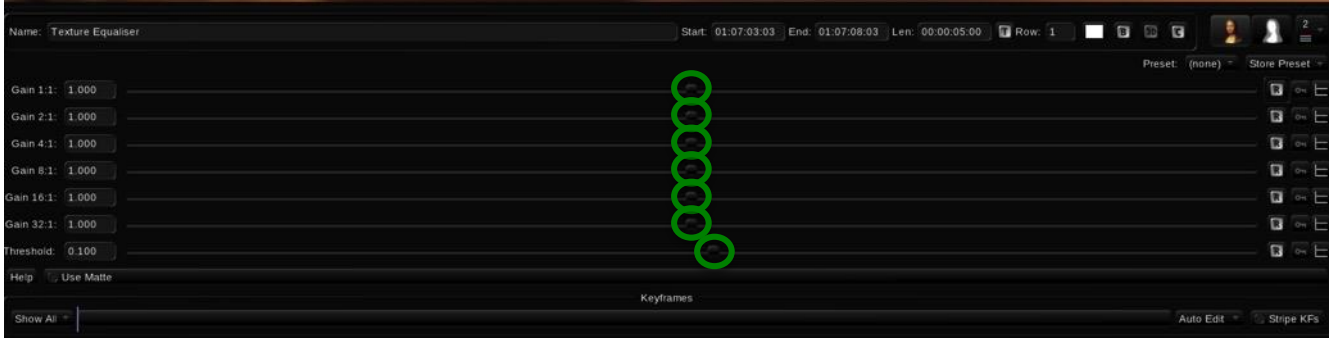 Name: Texture Equaliser Start: 01:07:03:03 End: 01:07:08:03 Len: 00:00:05:00 T Row: 1 2
Preset: (none) Store Preset
Gain 1:1: 1.000 R
Gain 2:1: 1.000 R
Gain 4:1: 1.000 R
Gain 8:1: 1.000 R
Gain 16:1: 1.000 R
Gain 32:1: 1.000 R
Threshold: 0.100 R
Help Use Matte
Keyframes
Show All Auto Edit Stripe KFs